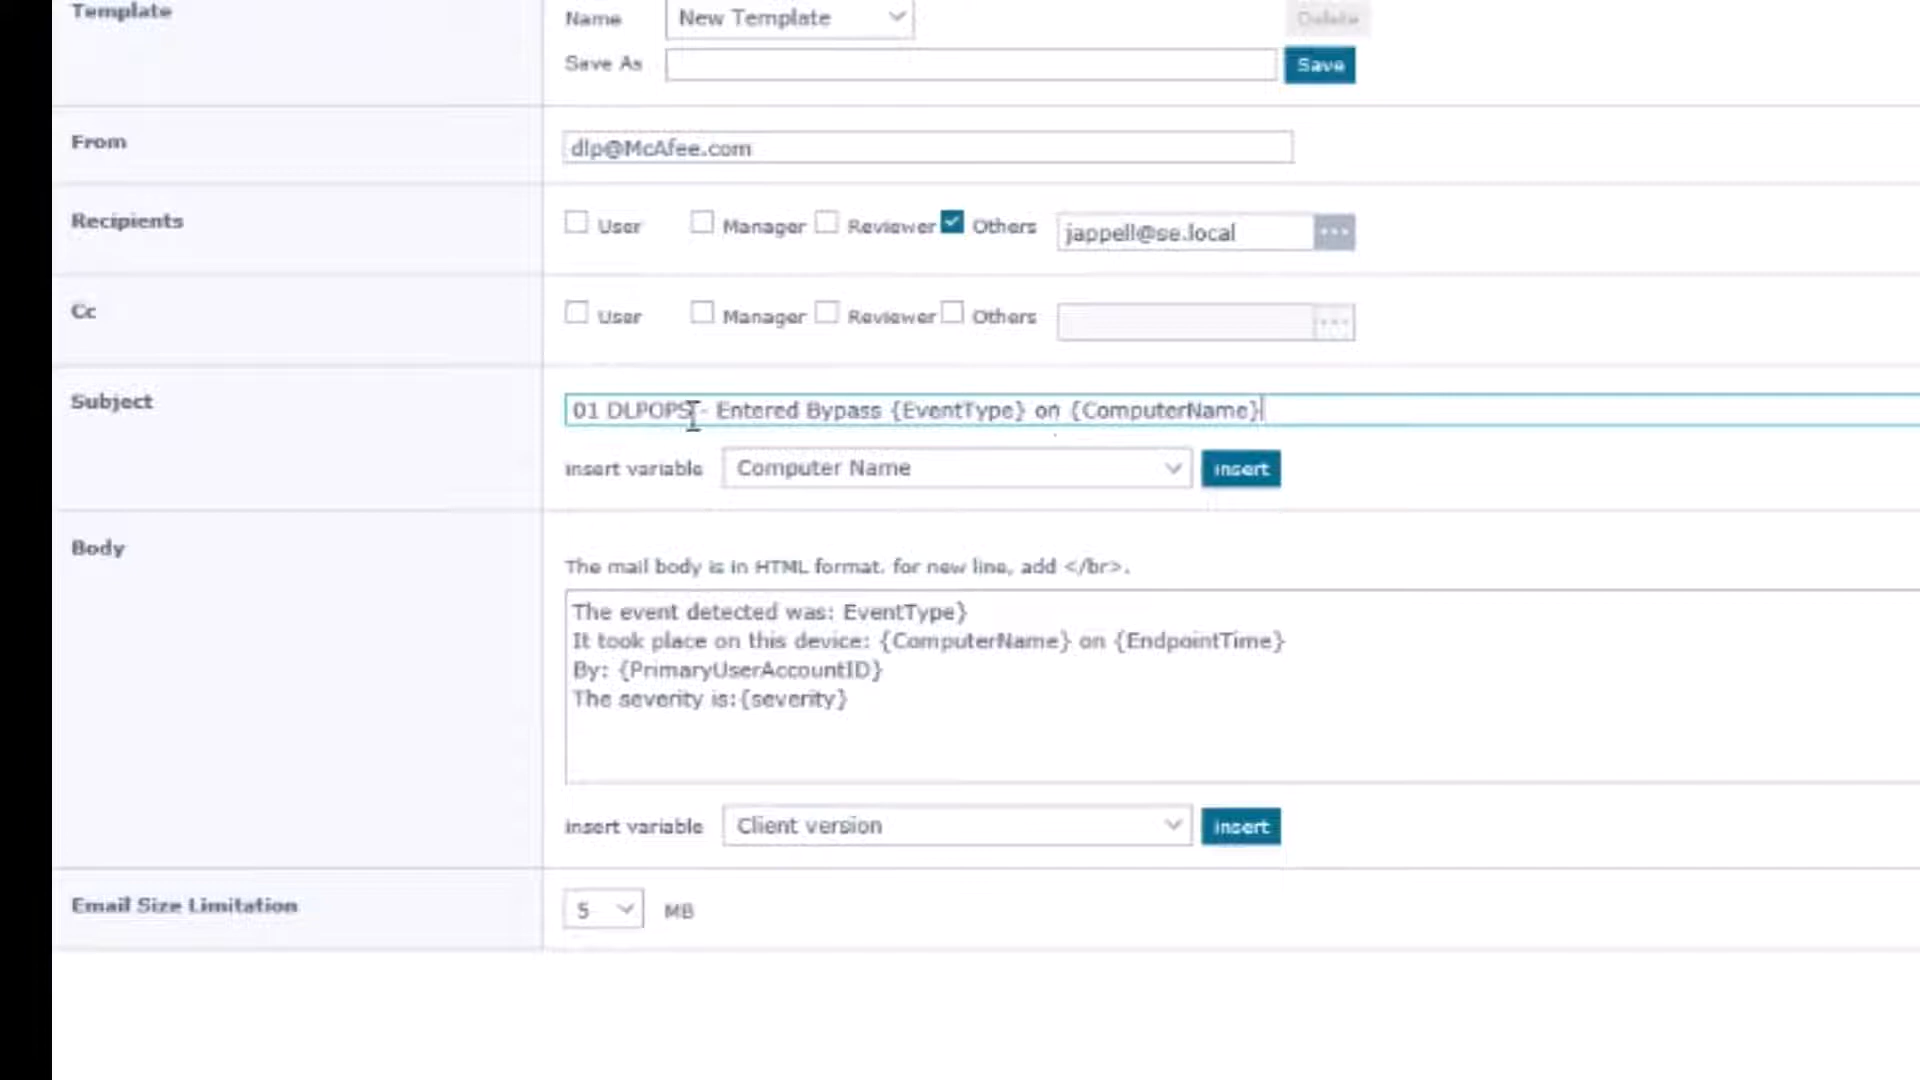 Template
Name New Template Delete
Save As Save
From dlp@McAfee.com
Recipients User Manager Reviewer Others jappell@se.local ...
Cc User Manager Reviewer Others ...
Subject 01 DLPOPS - Entered Bypass {EventType} on {ComputerName}
insert variable Computer Name insert
Body
The mail body is in HTML format. for new line, add </br>.
The event detected was: EventType}
It took place on this device: {ComputerName} on {EndpointTime}
By: {PrimaryUserAccountID}
The severity is:{severity}
insert variable Client version insert
Email Size Limitation 5 MB